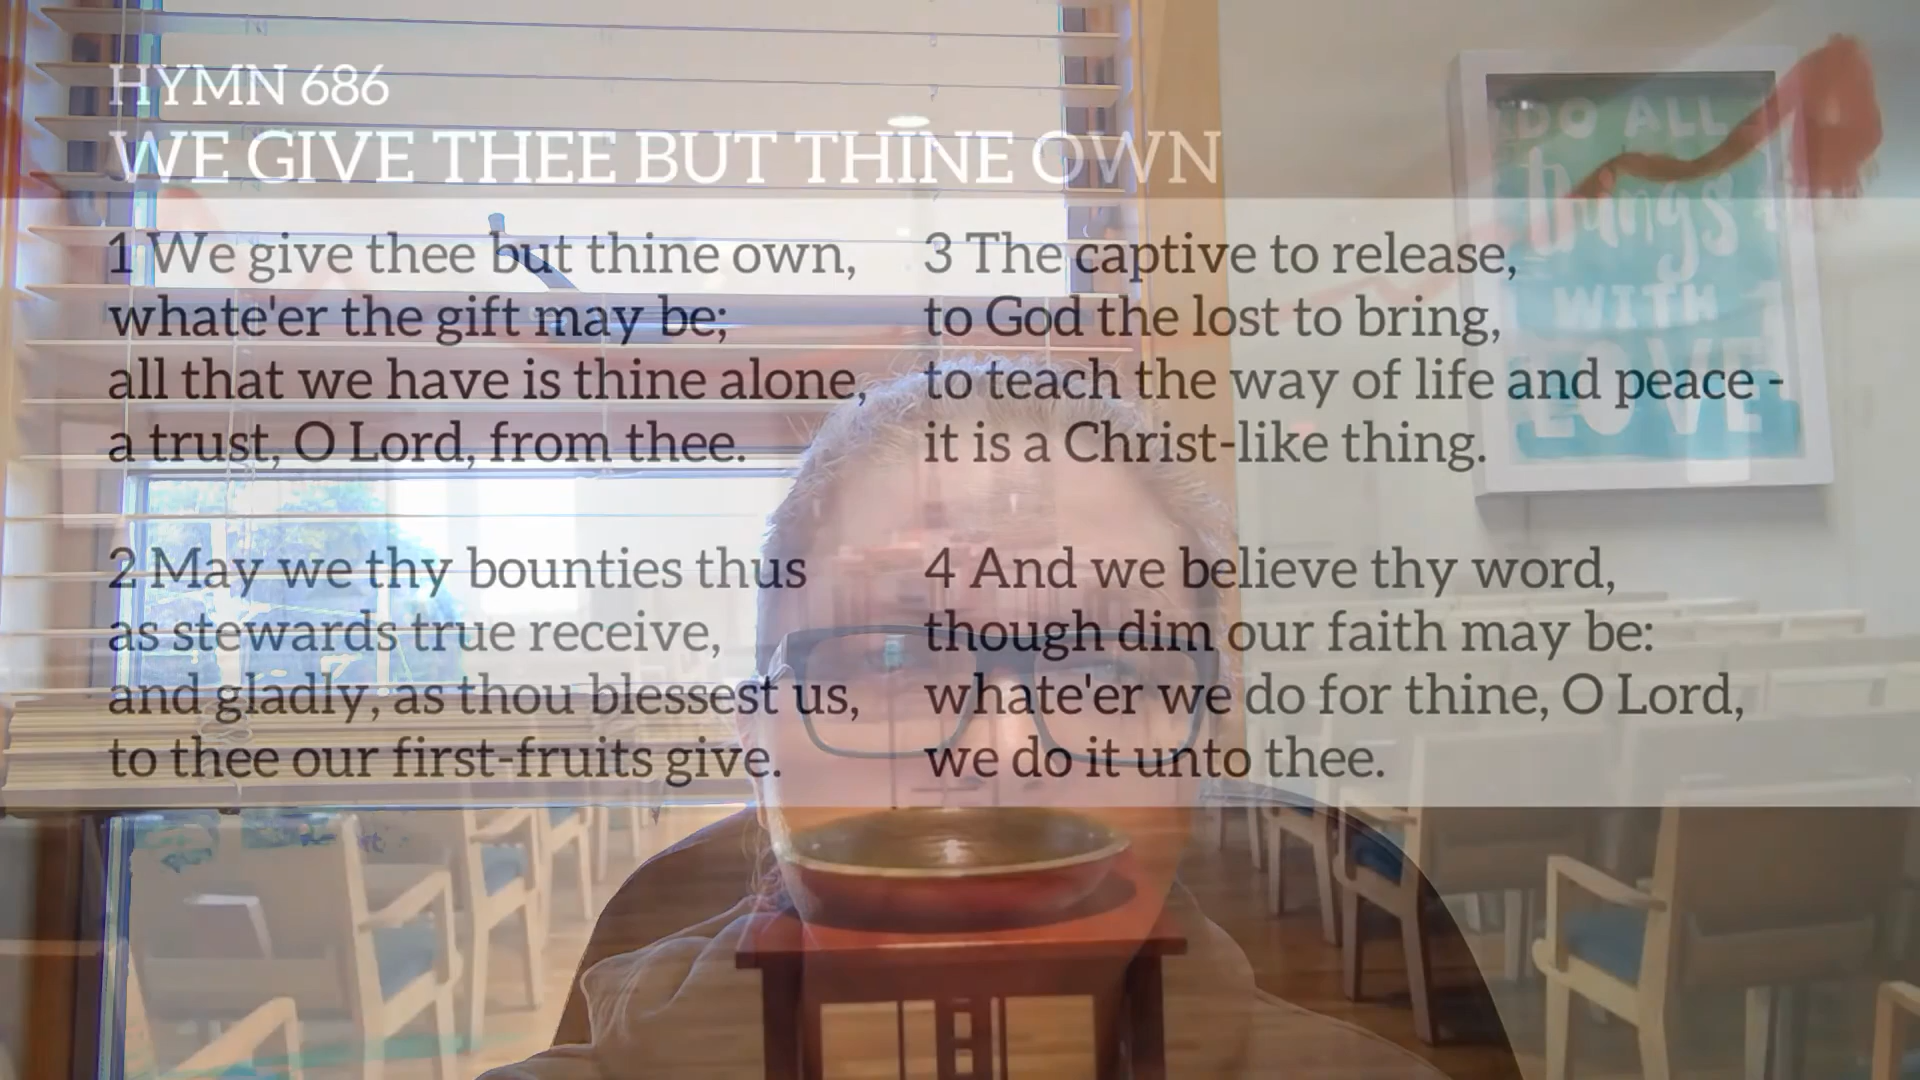 HYMN 686
WE GIVE THEE BUT THINE OWN
1 We give thee but thine own,
whate'er the gift may be;
all that we have is thine alone,
a trust, O Lord, from thee.
2 May we thy bounties thus
as stewards true receive,
and gladly, as thou blessest us,
to thee our first-fruits give.
3 The captive to release,
to God the lost to bring,
to teach the way of life and peace -
it is a Christ-like thing.
4 And we believe thy word,
though dim our faith may be:
whate'er we do for thine, O Lord,
we do it unto thee.
DO ALL
things
WITH
LOVE